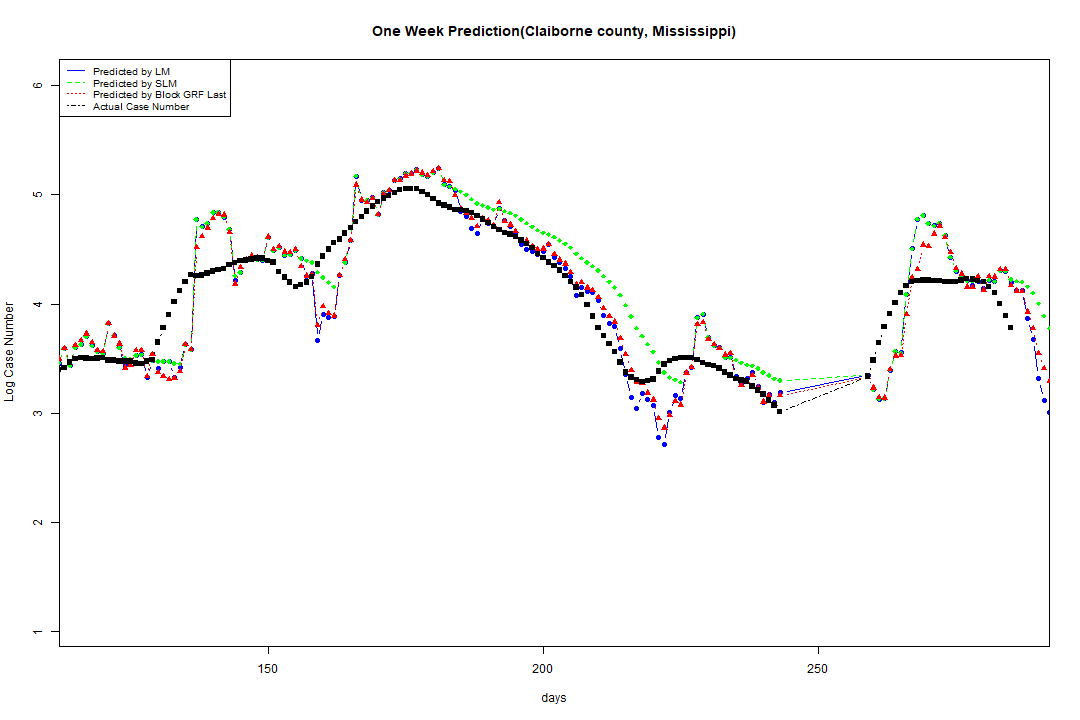 One Week Prediction(Claiborne county, Mississippi)
Predicted by LM
Predicted by SLM
Predicted by Block GRF Last
Actual Case Number
6
5
4
3
2
1
Log Case Number
150
200
250
days